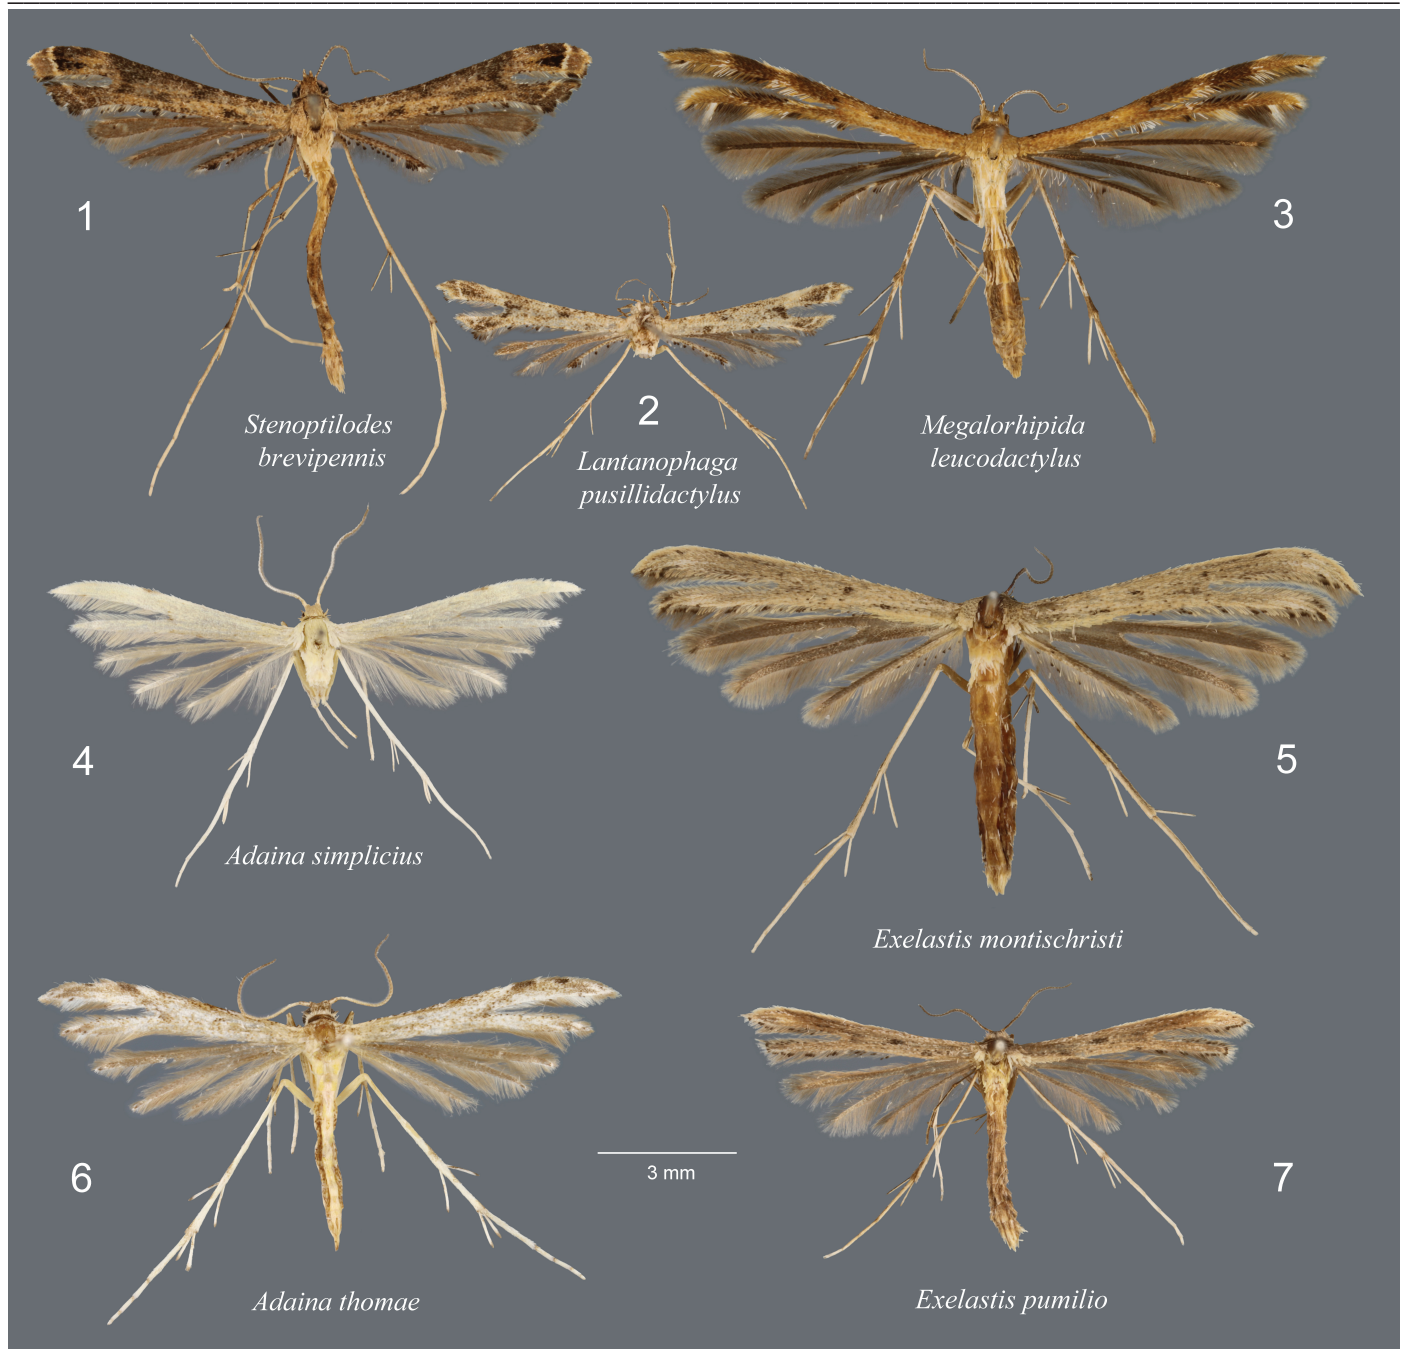 1
3
2
Stenoptilodes
brevipennis
Lantanophaga
pusillidactylus
Megalorhipida
leucodactylus
4
5
Adaina simplicius
Exelastis montischristi
6
3 mm
7
Adaina thomae
Exelastis pumilio